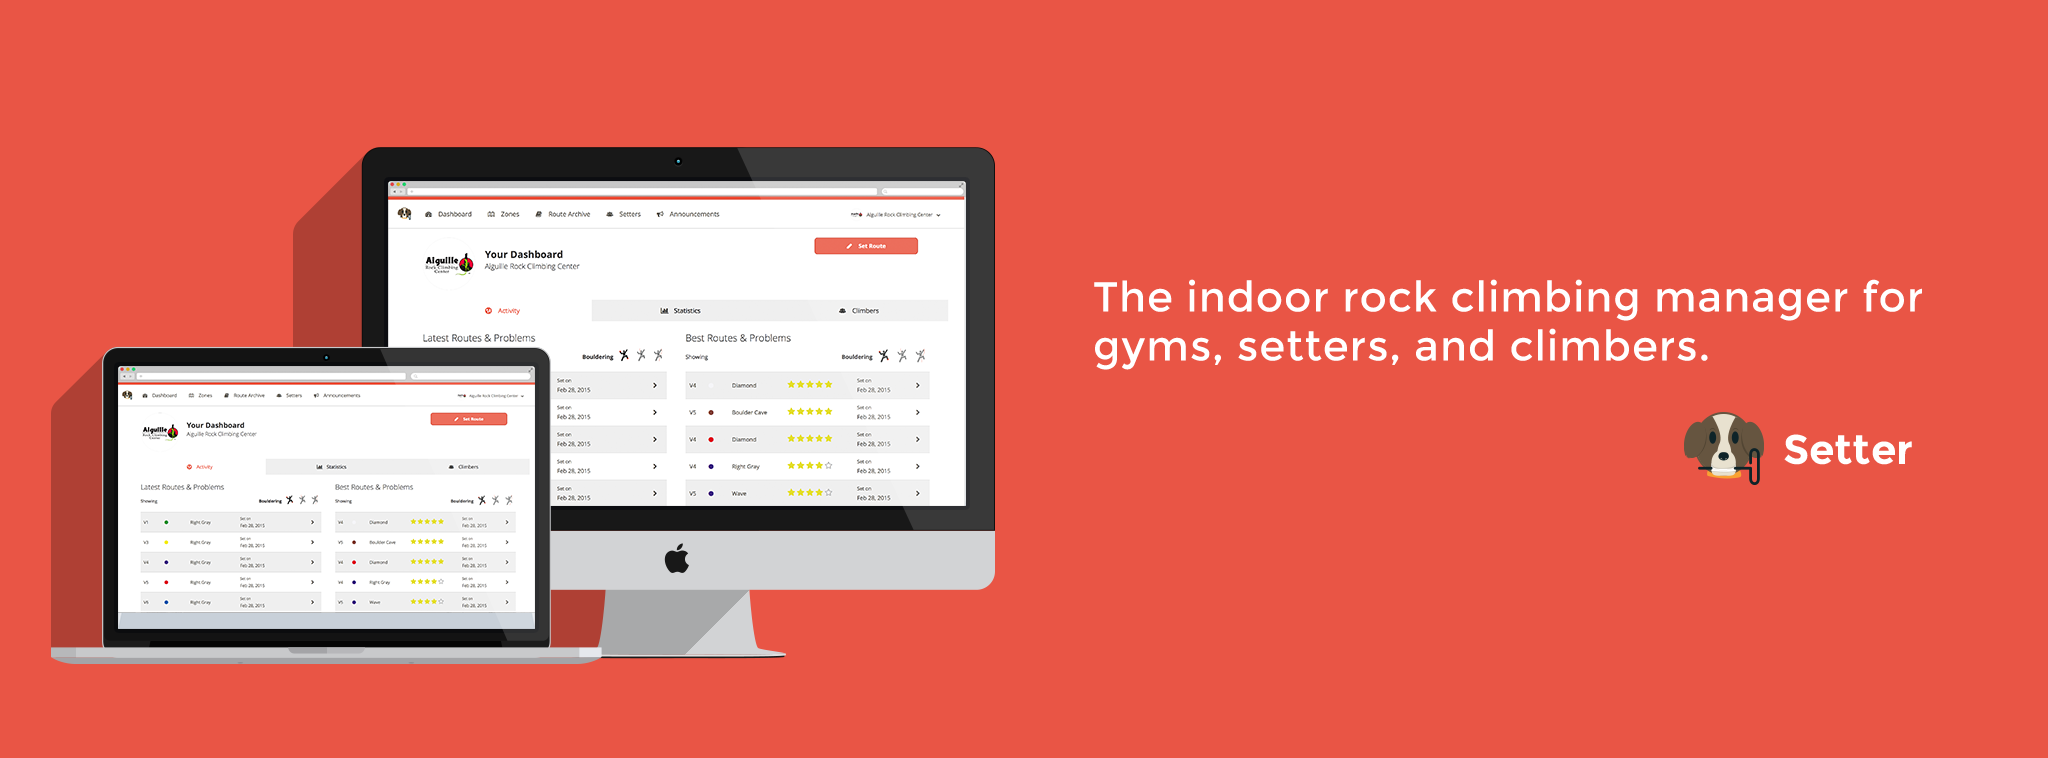 Dashboard Zones Route Archive Setters Announcements Aiguille Rock Climbing Center
Set Route
Aiguille
Rock Climbing
Center
Your Dashboard
Aiguille Rock Climbing Center
Activity Statistics Climbers
Latest Routes & Problems Best Routes & Problems
Bouldering Showing Bouldering
Set on
Feb 28, 2015
V4 Diamond Set on
Feb 28, 2015
Set on
Feb 28, 2015
V5 Boulder Cave Set on
Feb 28, 2015
Set on
Feb 28, 2015
V4 Diamond Set on
Feb 28, 2015
Set on
Feb 28, 2015
V4 Right Gray Set on
Feb 28, 2015
Set on
Feb 28, 2015
V5 Wave Set on
Feb 28, 2015
Dashboard Zones Route Archive Setters Announcements Aiguille Rock Climbing Center
Set Route
Aiguille
Rock Climbing
Center
Your Dashboard
Aiguille Rock Climbing Center
Activity Statistics Climbers
Latest Routes & Problems Best Routes & Problems
Showing Bouldering Showing Bouldering
V1 Right Gray Set on
Feb 28, 2015
V4 Diamond Set on
Feb 28, 2015
V3 Right Gray Set on
Feb 28, 2015
V5 Boulder Cave Set on
Feb 28, 2015
V4 Right Gray Set on
Feb 28, 2015
V4 Diamond Set on
Feb 28, 2015
V5 Right Gray Set on
Feb 28, 2015
V4 Right Gray Set on
Feb 28, 2015
V6 Right Gray Set on
Feb 28, 2015
V5 Wave Set on
Feb 28, 2015
The indoor rock climbing manager for
gyms, setters, and climbers.
Setter